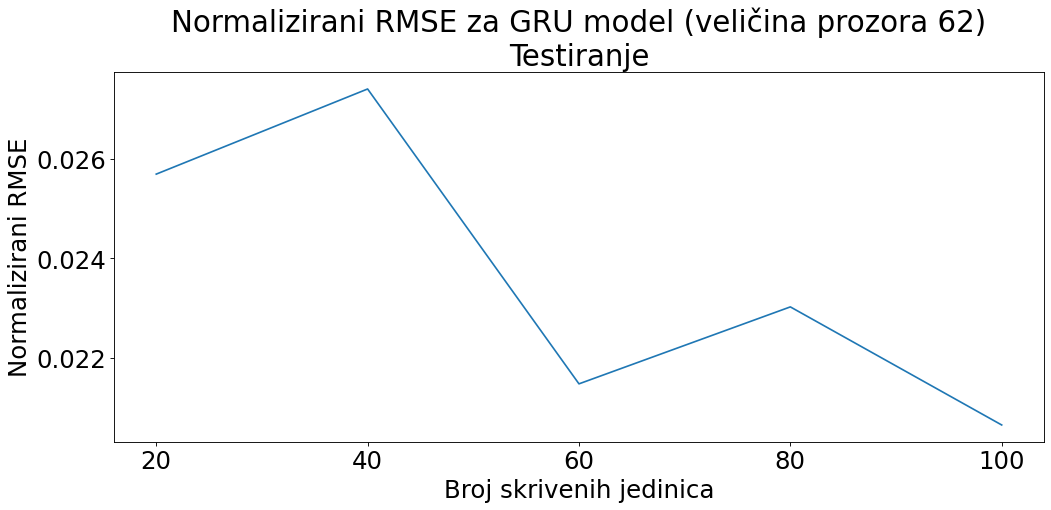 Normalizirani RMSE za GRU model (veličina prozora 62)
Testiranje
Normalizirani RMSE
0.026
0.024
0.022
20 40 60 80 100
Broj skrivenih jedinica